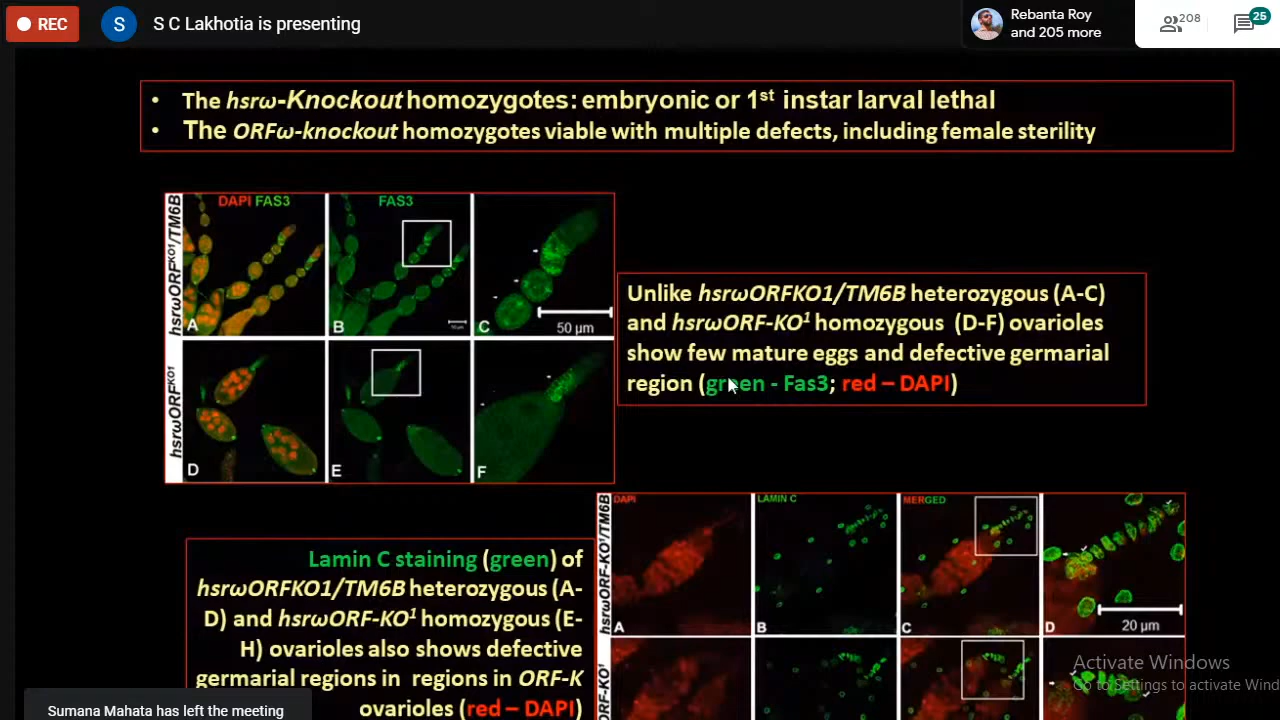 REC
S
S C Lakhotia is presenting
Rebanta Roy
and 205 more
208
25
• The hsrω-Knockout homozygotes: embryonic or 1st instar larval lethal
• The ORFω-knockout homozygotes viable with multiple defects, including female sterility
hsrωORFKO1/TM6B
DAPI FAS3
FAS3
A
B
C
50 µm
hsrωORFKO1
D
E
F
Unlike hsrωORFKO1/TM6B heterozygous (A-C)
and hsrωORF-KO1 homozygous (D-F) ovarioles
show few mature eggs and defective germarial
region (green - Fas3; red – DAPI)
Lamin C staining (green) of
hsrωORFKO1/TM6B heterozygous (A-
D) and hsrωORF-KO1 homozygous (E-
H) ovarioles also shows defective
germarial regions in regions in ORF-K
ovarioles (red – DAPI)
hsrωORF-KO1/TM6B
DAPI
LAMIN C
MERGED
A
B
C
D
20 µm
ORF-KO1
Activate Windows
Go to Settings to activate Wind
Sumana Mahata has left the meeting